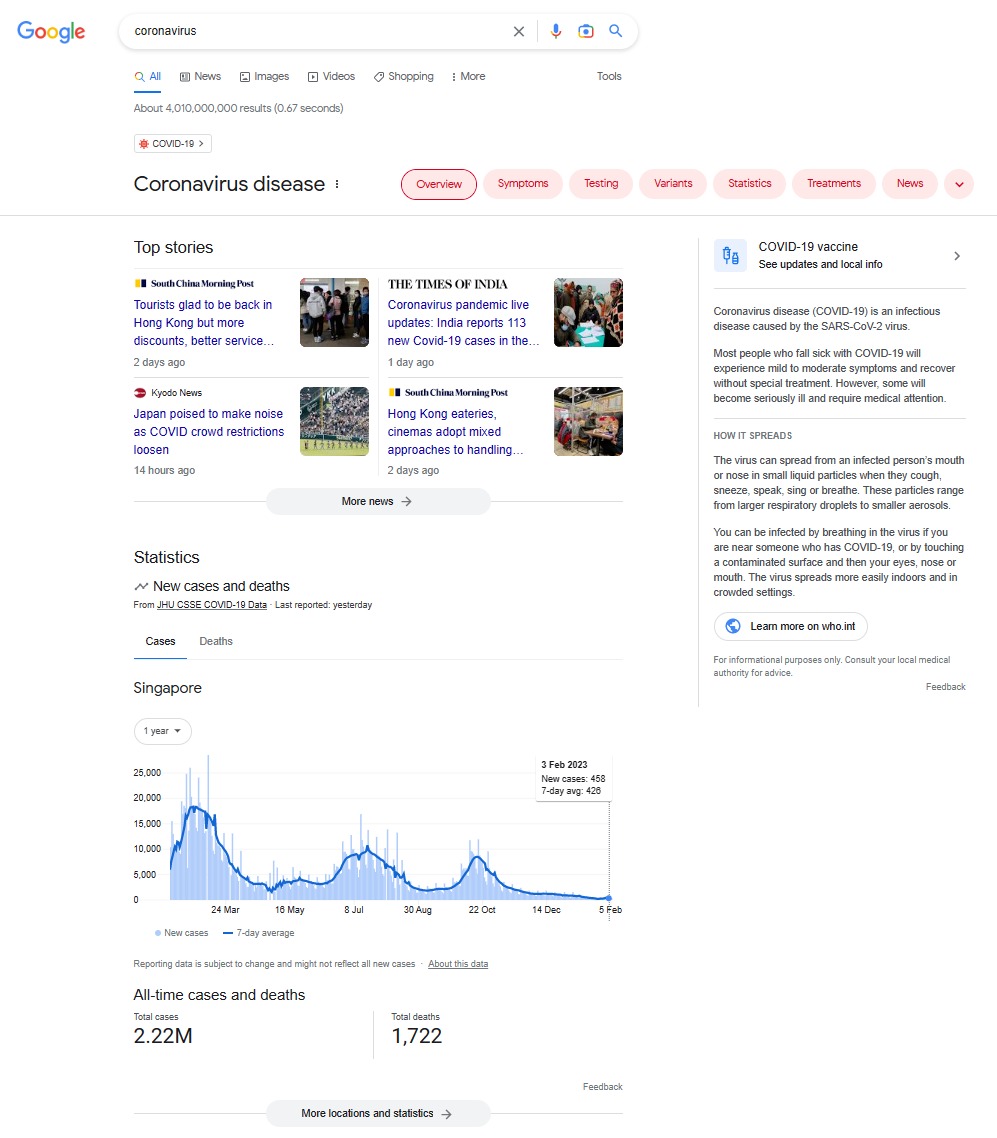 Google
coronavirus
All News Images Videos Shopping More Tools
About 4,010,000,000 results (0.67 seconds)
COVID-19
Coronavirus disease
Overview Symptoms Testing Variants Statistics Treatments News
Top stories
South China Morning Post
Tourists glad to be back in
Hong Kong but more
discounts, better service…
2 days ago
THE TIMES OF INDIA
Coronavirus pandemic live
updates: India reports 113
new Covid-19 cases in the…
1 day ago
Kyodo News
Japan poised to make noise
as COVID crowd restrictions
loosen
14 hours ago
South China Morning Post
Hong Kong eateries,
cinemas adopt mixed
approaches to handling…
2 days ago
More news
Statistics
New cases and deaths
From JHU CSSE COVID-19 Data · Last reported: yesterday
Cases Deaths
Singapore
1 year
25,000
20,000
15,000
10,000
5,000
0
3 Feb 2023
New cases: 458
7-day avg: 426
24 Mar 16 May 8 Jul 30 Aug 22 Oct 14 Dec 5 Feb
New cases 7-day average
Reporting data is subject to change and might not reflect all new cases · About this data
All-time cases and deaths
Total cases
2.22M
Total deaths
1,722
Feedback
More locations and statistics
COVID-19 vaccine
See updates and local info
Coronavirus disease (COVID-19) is an infectious
disease caused by the SARS-CoV-2 virus.
Most people who fall sick with COVID-19 will
experience mild to moderate symptoms and recover
without special treatment. However, some will
become seriously ill and require medical attention.
HOW IT SPREADS
The virus can spread from an infected person's mouth
or nose in small liquid particles when they cough,
sneeze, speak, sing or breathe. These particles range
from larger respiratory droplets to smaller aerosols.
You can be infected by breathing in the virus if you
are near someone who has COVID-19, or by touching
a contaminated surface and then your eyes, nose or
mouth. The virus spreads more easily indoors and in
crowded settings.
Learn more on who.int
For informational purposes only. Consult your local medical
authority for advice.
Feedback